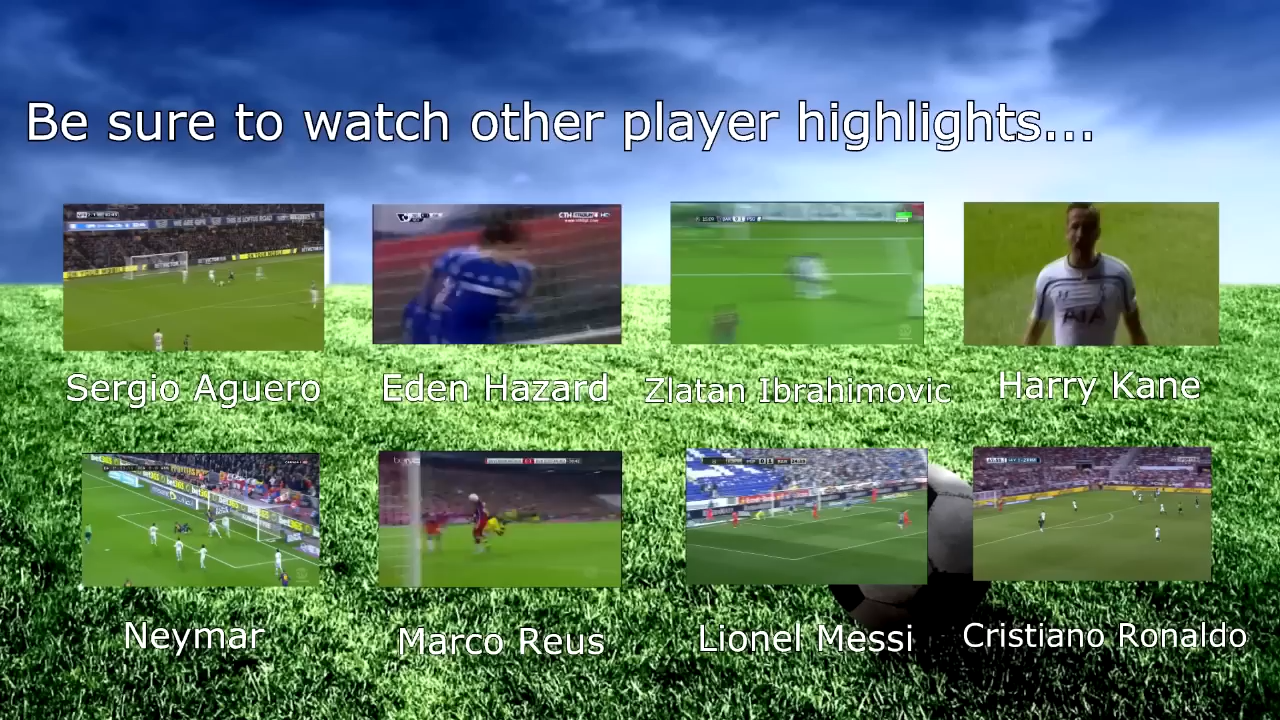 Be sure to watch other player highlights...
Sergio Aguero
Eden Hazard
Zlatan Ibrahimovic
Harry Kane
AIA
Neymar
Marco Reus
Lionel Messi
Cristiano Ronaldo